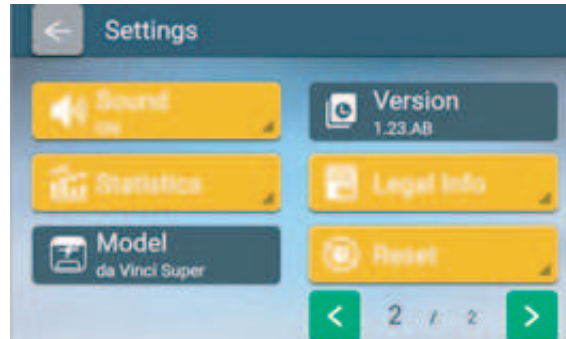 Settings
Sound
ON
Version
1.23.AB
Statistics
Legal Info
Model
da Vinci Super
Reset
2 / 2